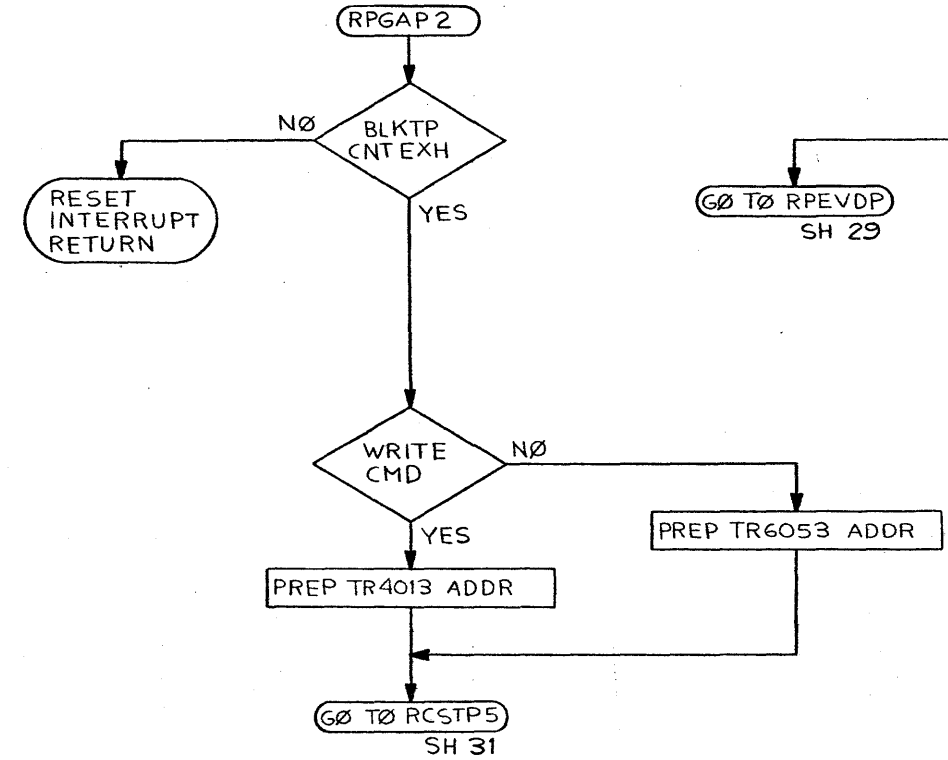 RPGAP 2
NØ
BLKTP
CNT EXH
YES
RESET
INTERRUPT
RETURN
GØ TØ RPEVDP
SH 29
WRITE
CMD
NØ
YES
PREP TR6053 ADDR
PREP TR4013 ADDR
GØ TØ RCSTP5
SH 31